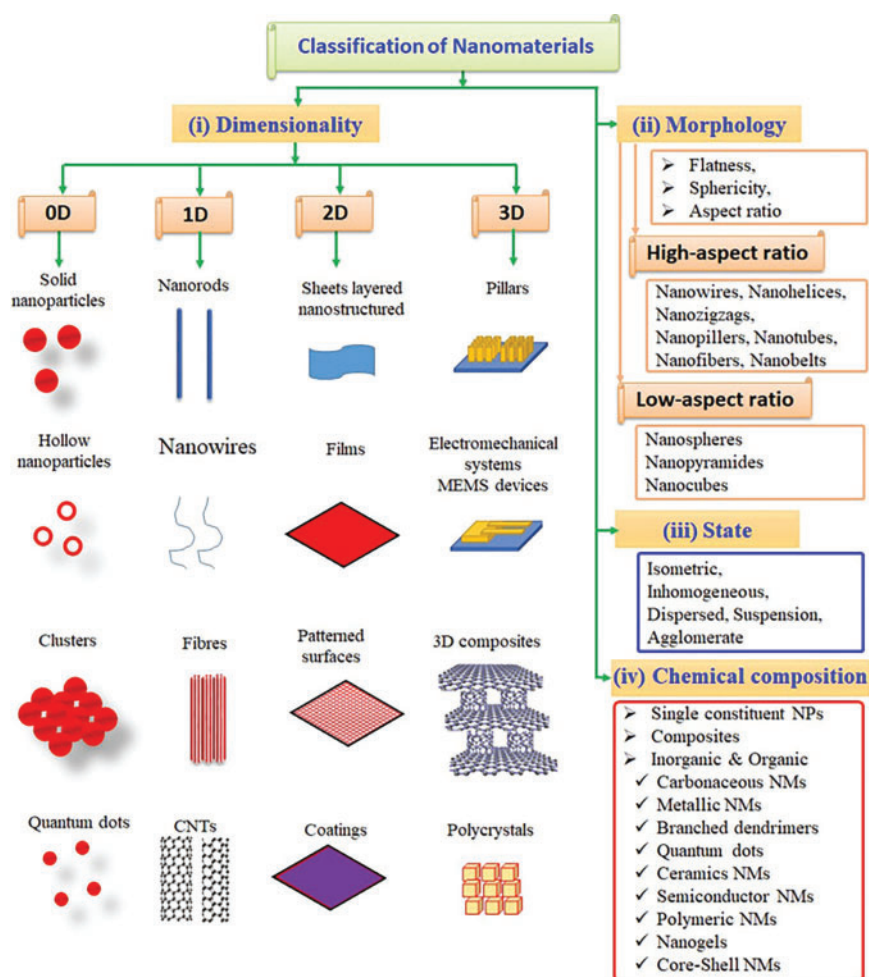 Classification of Nanomaterials
(i) Dimensionality
0D
1D
2D
3D
Solid
nanoparticles
Nanorods
Sheets layered
nanostructured
Pillars
Hollow
nanoparticles
Nanowires
Films
Electromechanical
systems
MEMS devices
Clusters
Fibres
Patterned
surfaces
3D composites
Quantum dots
CNTs
Coatings
Polycrystals
(ii) Morphology
➢ Flatness,
➢ Sphericity,
➢ Aspect ratio
High-aspect ratio
Nanowires, Nanohelices,
Nanozigzags,
Nanopillers, Nanotubes,
Nanofibers, Nanobelts
Low-aspect ratio
Nanospheres
Nanopyramides
Nanocubes
(iii) State
Isometric,
Inhomogeneous,
Dispersed, Suspension,
Agglomerate
(iv) Chemical composition
➢ Single constituent NPs
➢ Composites
➢ Inorganic & Organic
✓ Carbonaceous NMs
✓ Metallic NMs
✓ Branched dendrimers
✓ Quantum dots
✓ Ceramics NMs
✓ Semiconductor NMs
✓ Polymeric NMs
✓ Nanogels
✓ Core-Shell NMs